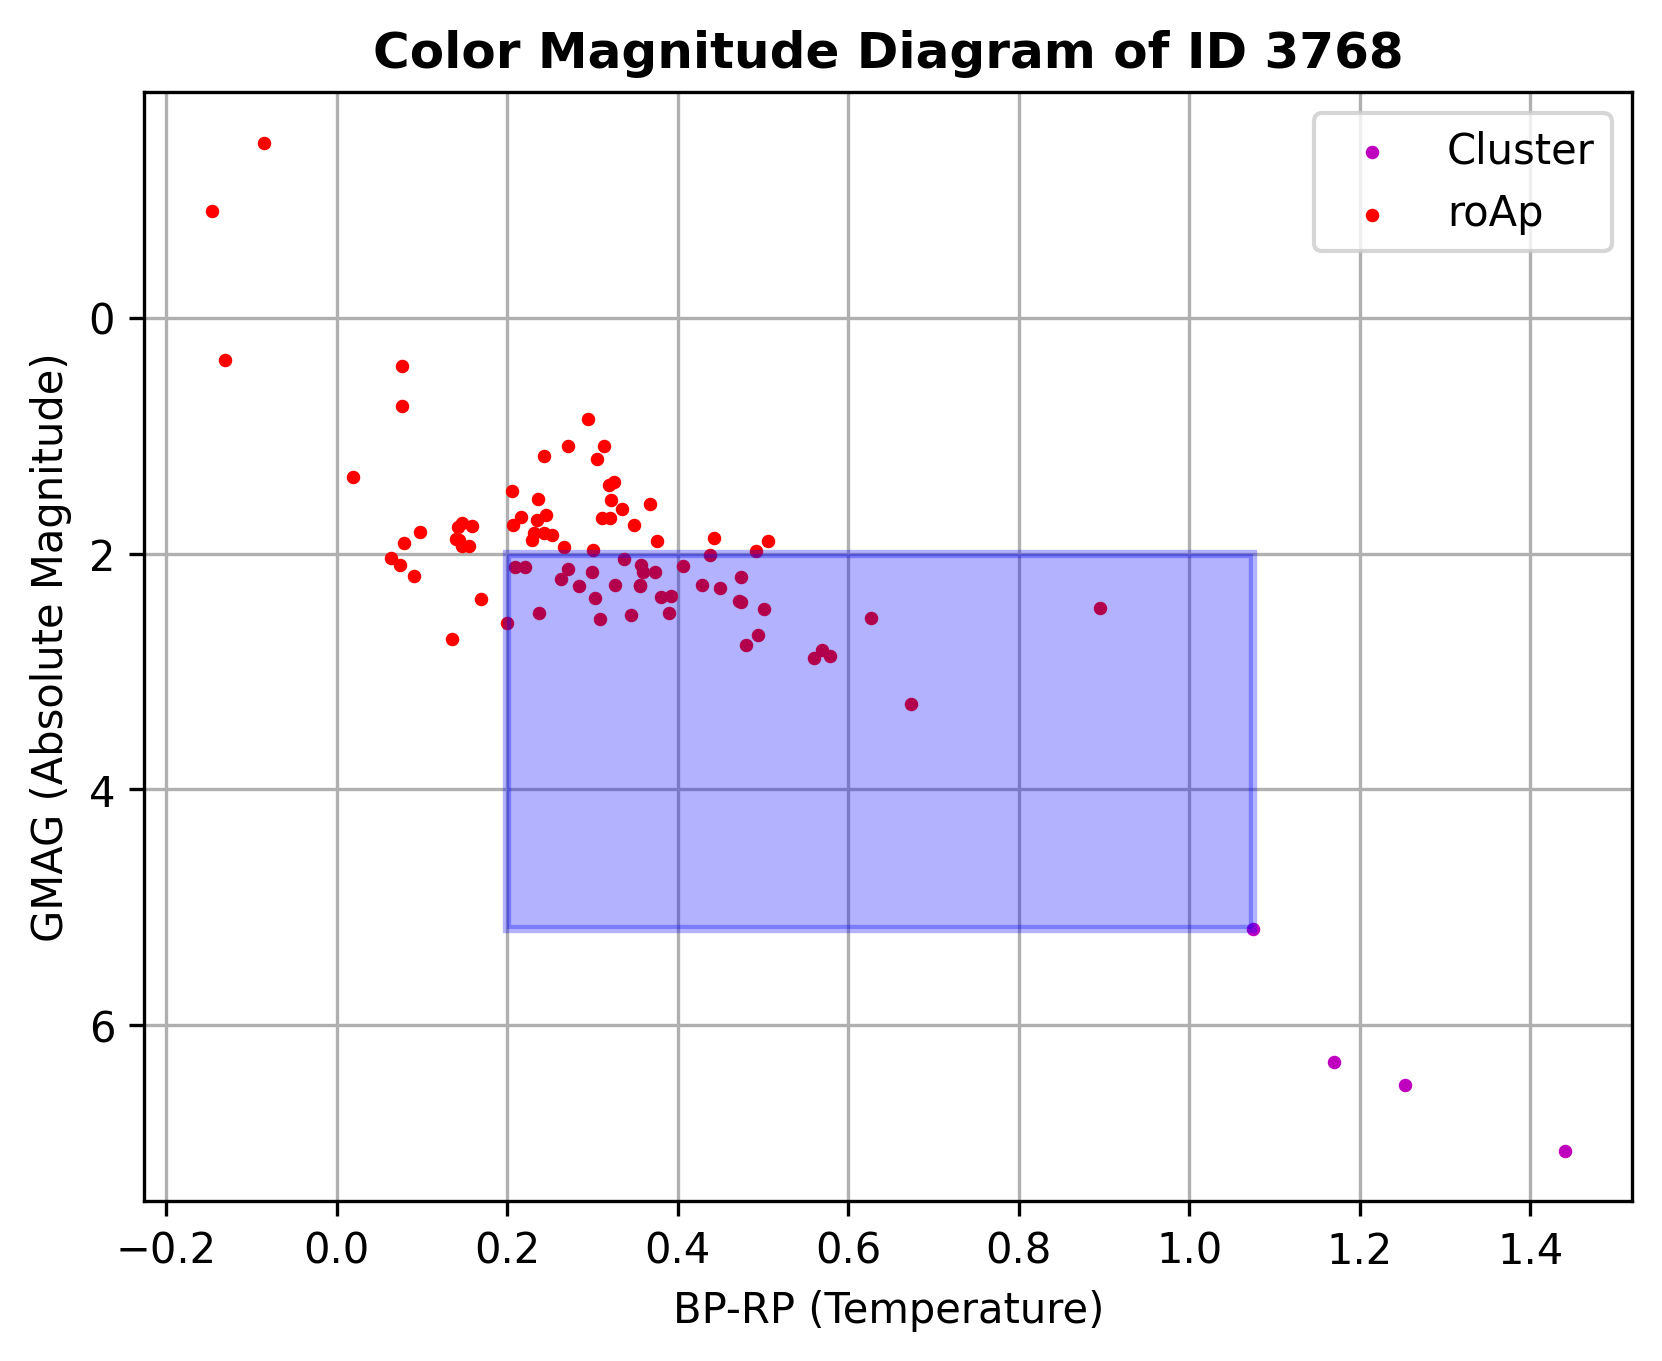 Color Magnitude Diagram of ID 3768
Cluster
roAp
GMAG (Absolute Magnitude)
0
2
4
6
−0.2 0.0 0.2 0.4 0.6 0.8 1.0 1.2 1.4
BP-RP (Temperature)